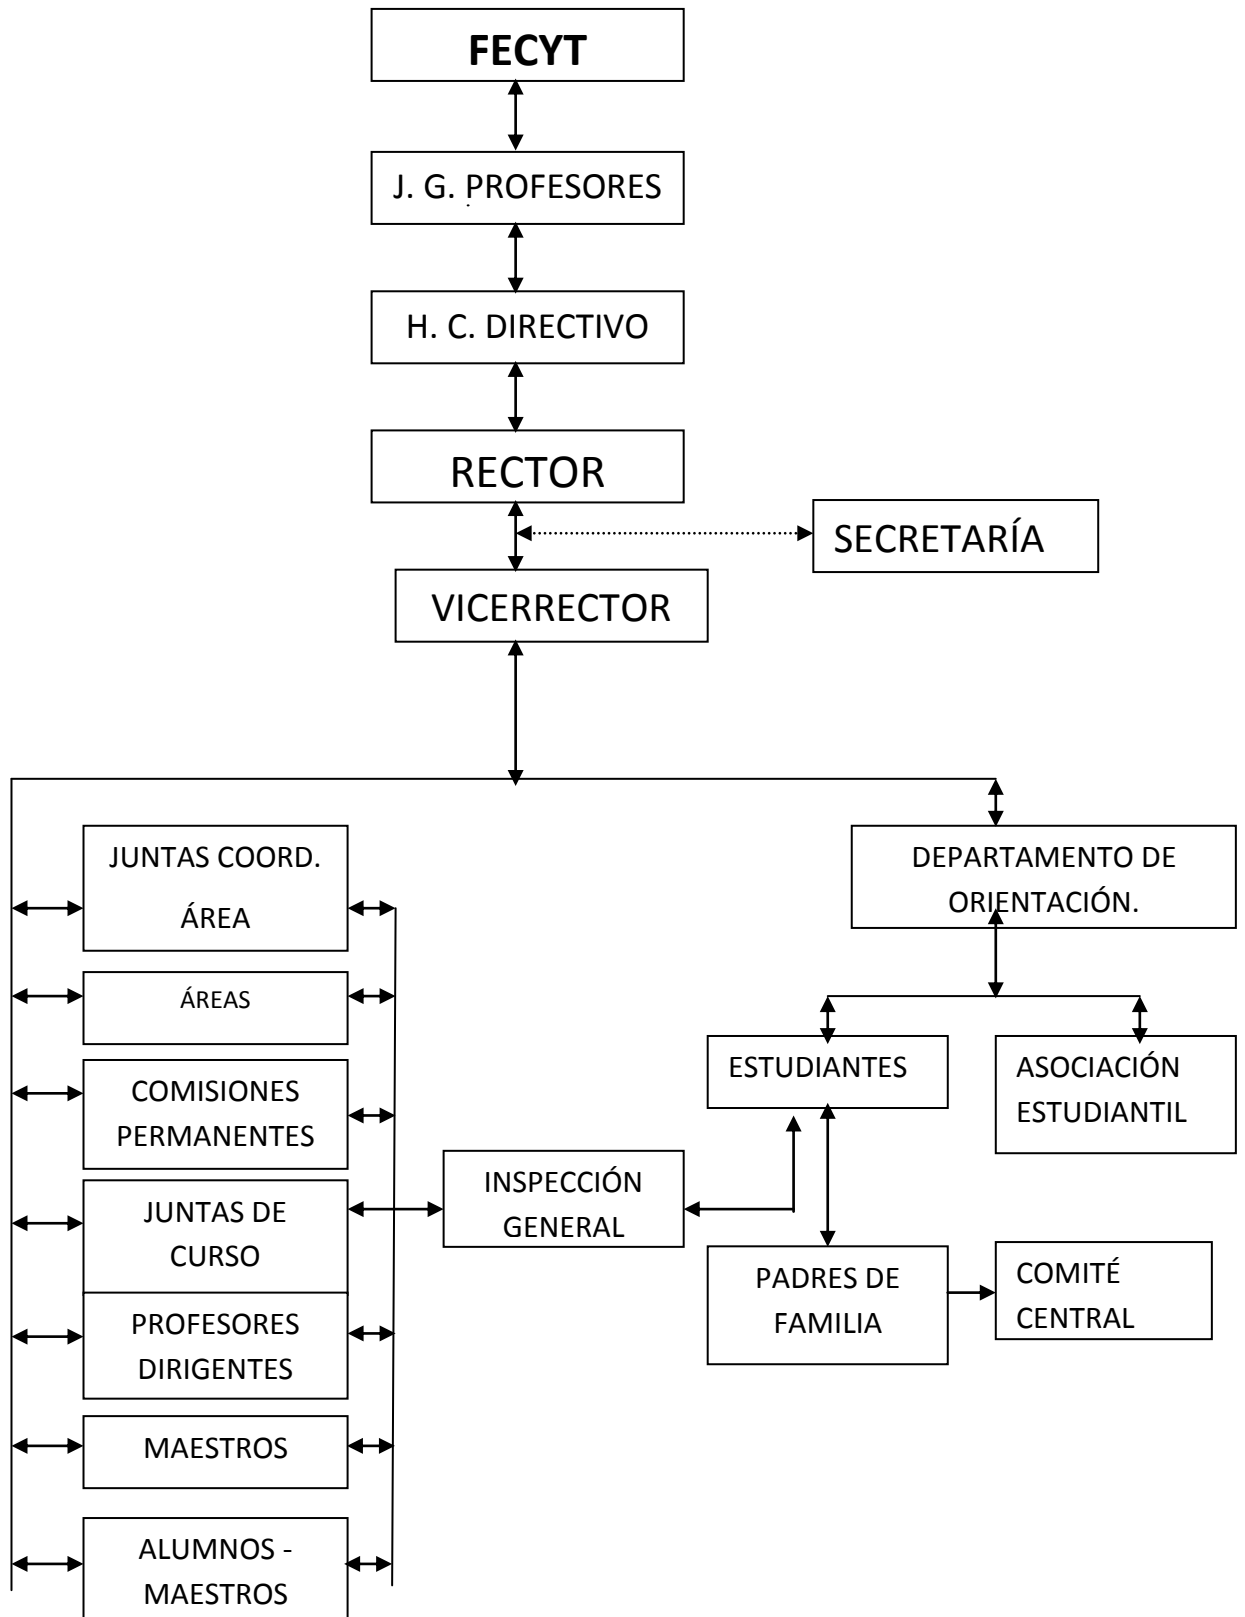 FECYT
J. G. PROFESORES
H. C. DIRECTIVO
RECTOR
SECRETARÍA
VICERRECTOR
JUNTAS COORD.
ÁREA
ÁREAS
COMISIONES
PERMANENTES
JUNTAS DE
CURSO
PROFESORES
DIRIGENTES
MAESTROS
ALUMNOS -
MAESTROS
INSPECCIÓN
GENERAL
DEPARTAMENTO DE
ORIENTACIÓN.
ESTUDIANTES
ASOCIACIÓN
ESTUDIANTIL
PADRES DE
FAMILIA
COMITÉ
CENTRAL